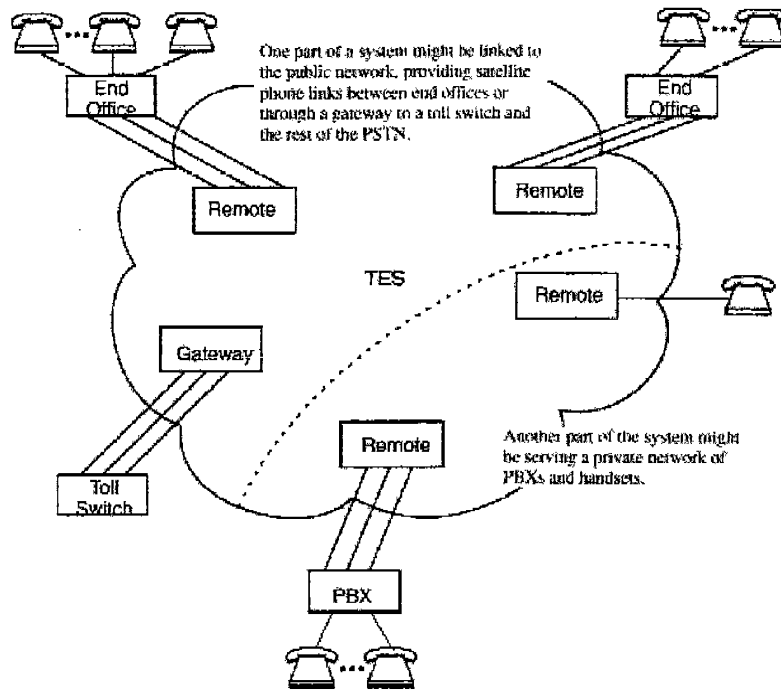 End
Office
One part of a system might be linked to
the public network, providing satelline
phone links between end offices or
through a gateway to a toll switch and
the rest of the PSTN.
End
Office
Remote
Remote
TES
Remote
Gateway
Remote
Another part of the system might
be serving a private network of
PBXs and handsets.
Toll
Switch
PBX